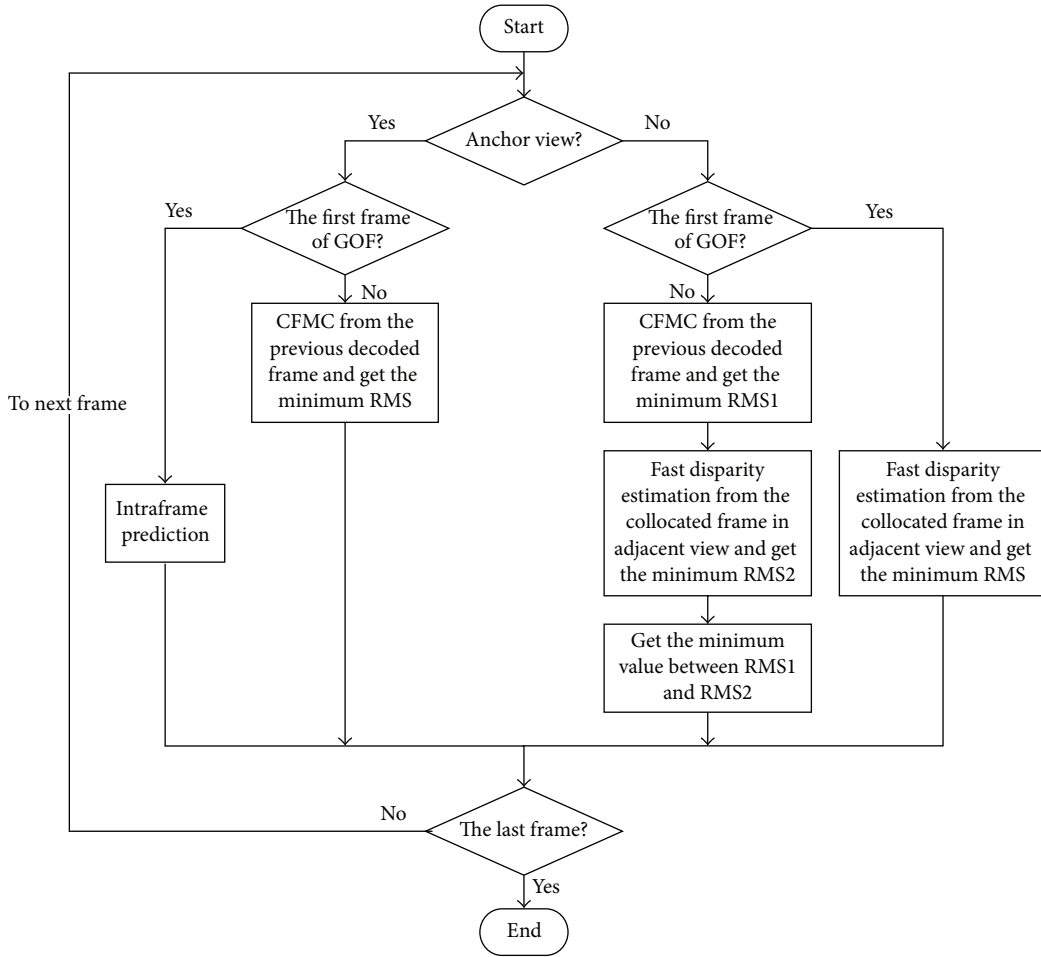 Start
Yes
No
Anchor view?
Yes
The first frame
of GOF?
The first frame
of GOF?
Yes
No
No
CFMC from the
previous decoded
frame and get the
minimum RMS
CFMC from the
previous decoded
frame and get the
minimum RMS1
To next frame
Intraframe
prediction
Fast disparity
estimation from the
collocated frame in
adjacent view and get
the minimum RMS2
Fast disparity
estimation from the
collocated frame in
adjacent view and get
the minimum RMS
Get the minimum
value between RMS1
and RMS2
No
The last frame?
Yes
End